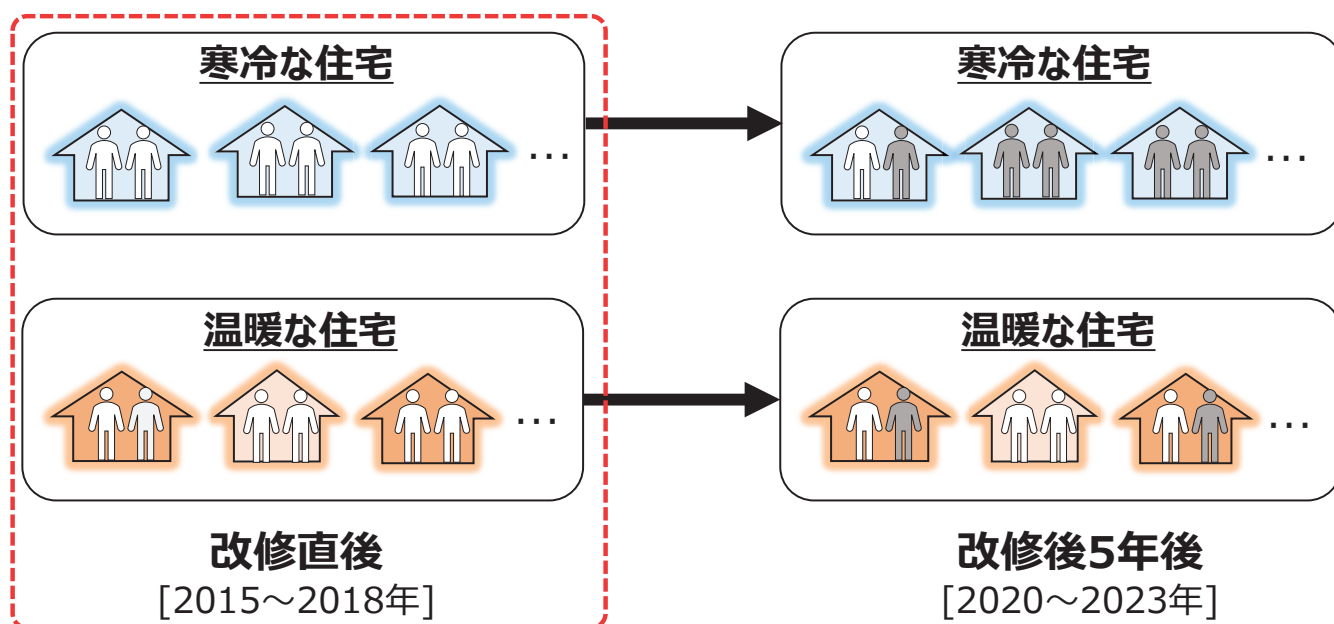 寒冷な住宅
…
寒冷な住宅
…
温暖な住宅
…
温暖な住宅
…
改修直後
[2015～2018年]
改修後5年後
[2020～2023年]